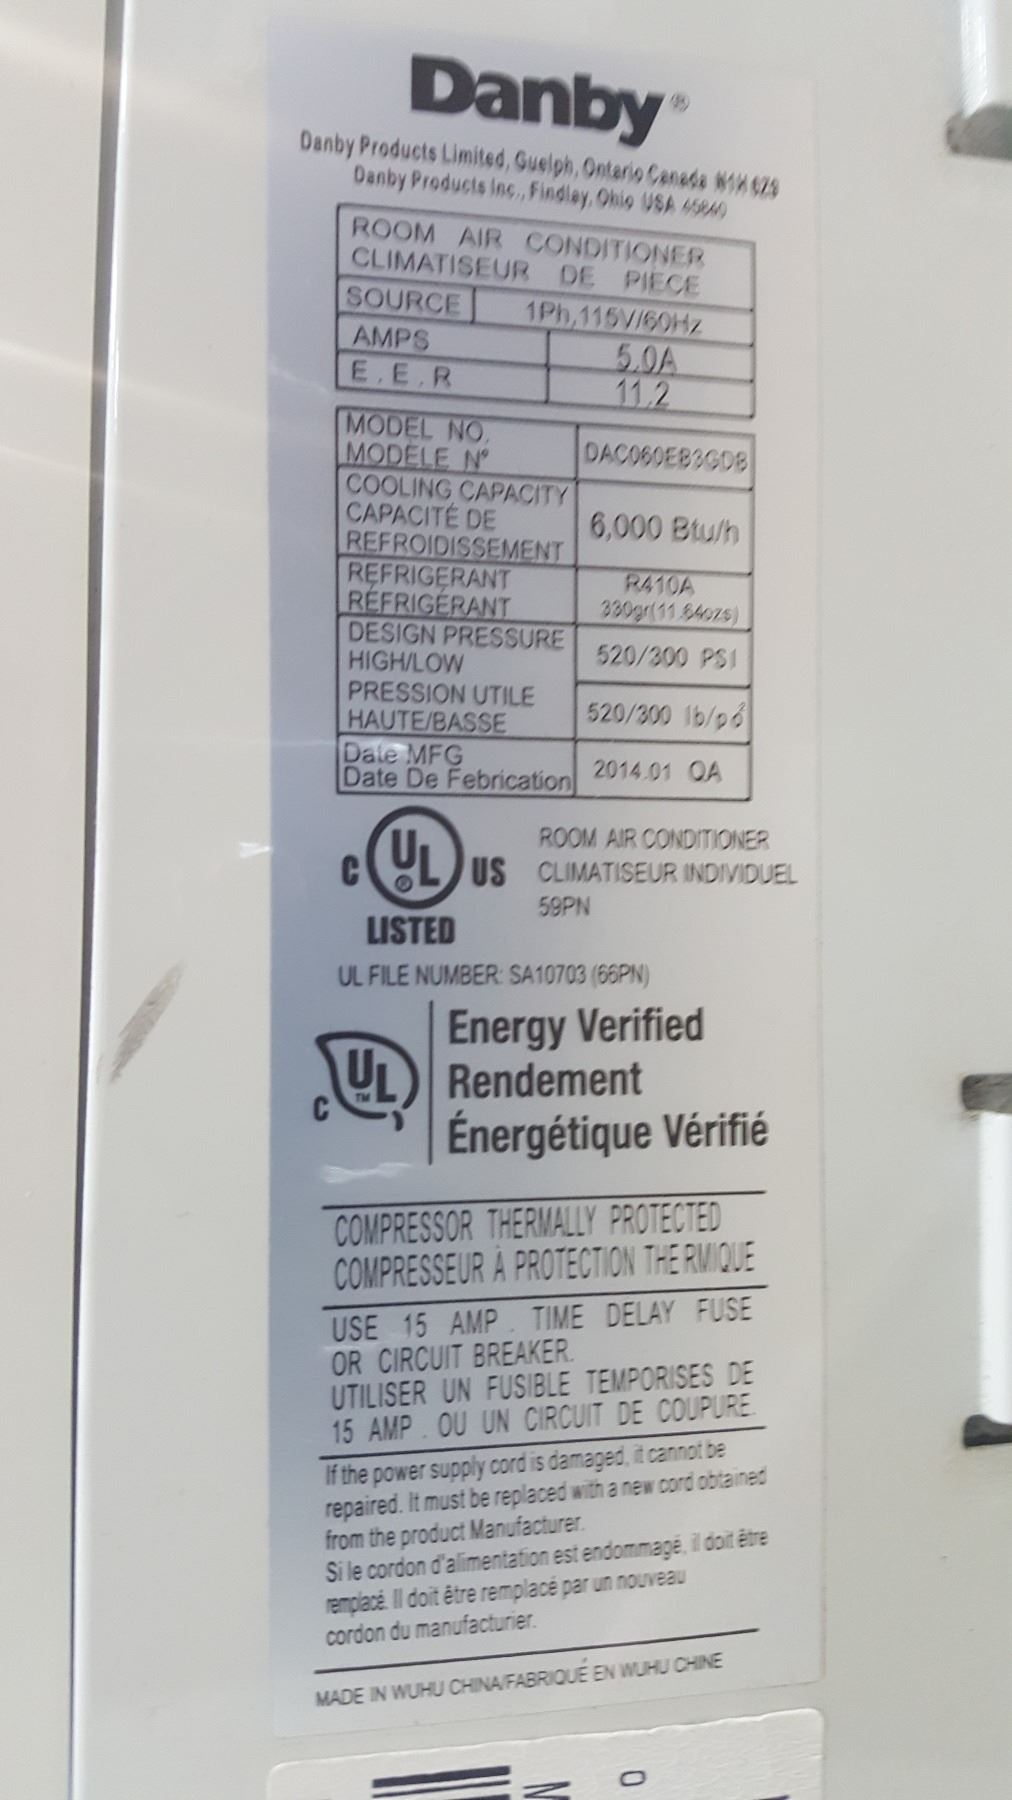 Danby®
Danby Products Limited, Guelph, Ontario Canada N1H 6Z9
Danby Products Inc., Findlay, Ohio USA 45840
ROOM AIR CONDITIONER
CLIMATISEUR DE PIECE
SOURCE 1Ph,115V/60Hz
AMPS 5.0A
E.E.R 11.2
MODEL NO.
MODÈLE Nº DAC060EB3GDB
COOLING CAPACITY
CAPACITÉ DE 6,000 Btu/h
REFROIDISSEMENT
REFRIGERANT R410A
RÉFRIGÉRANT 330gr(11.64ozs)
DESIGN PRESSURE
HIGH/LOW 520/300 PSI
PRESSION UTILE
HAUTE/BASSE 520/300 lb/po²
Date MFG
Date De Febrication 2014.01 QA
C UL® US
LISTED
ROOM AIR CONDITIONER
CLIMATISEUR INDIVIDUEL
59PN
UL FILE NUMBER: SA10703 (66PN)
C UL™
Energy Verified
Rendement
Énergétique Vérifié
COMPRESSOR THERMALLY PROTECTED
COMPRESSEUR À PROTECTION THE RMIQUE
USE 15 AMP . TIME DELAY FUSE
OR CIRCUIT BREAKER.
UTILISER UN FUSIBLE TEMPORISES DE
15 AMP . OU UN CIRCUIT DE COUPURE.
If the power supply cord is damaged, it cannot be
repaired. It must be replaced with a new cord obtained
from the product Manufacturer.
Si le cordon d'alimentation est endommagé, il doit être
remplacé. Il doit être remplacé par un nouveau
cordon du manufacturier.
MADE IN WUHU CHINA/FABRIQUÉ EN WUHU CHINE